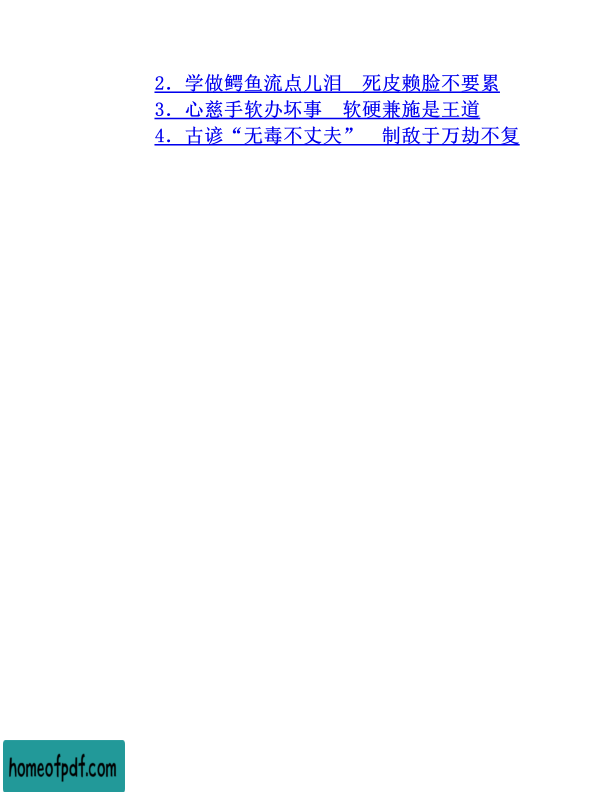 2．学做鳄鱼流点儿泪　死皮赖脸不要累
3．心慈手软办坏事　软硬兼施是王道
4．古谚“无毒不丈夫”　制敌于万劫不复
homeofpdf.com